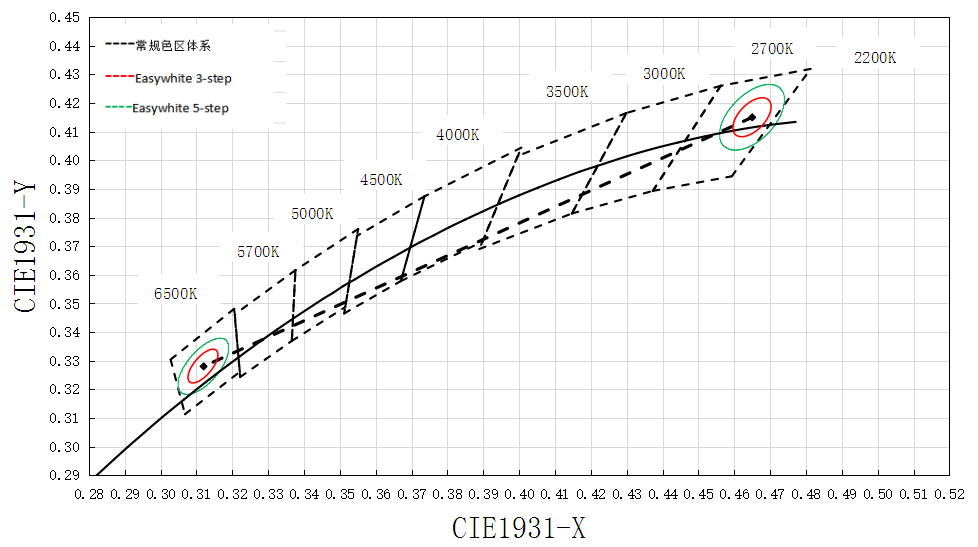 常规色区体系
Easywhite 3-step
Easywhite 5-step
2700K
2200K
3000K
3500K
4000K
4500K
5000K
5700K
6500K
0.45
0.44
0.43
0.42
0.41
0.40
0.39
0.38
0.37
0.36
0.35
0.34
0.33
0.32
0.31
0.30
0.29
CIE1931-Y
0.28 0.29 0.30 0.31 0.32 0.33 0.34 0.35 0.36 0.37 0.38 0.39 0.40 0.41 0.42 0.43 0.44 0.45 0.46 0.47 0.48 0.49 0.50 0.51 0.52
CIE1931-X